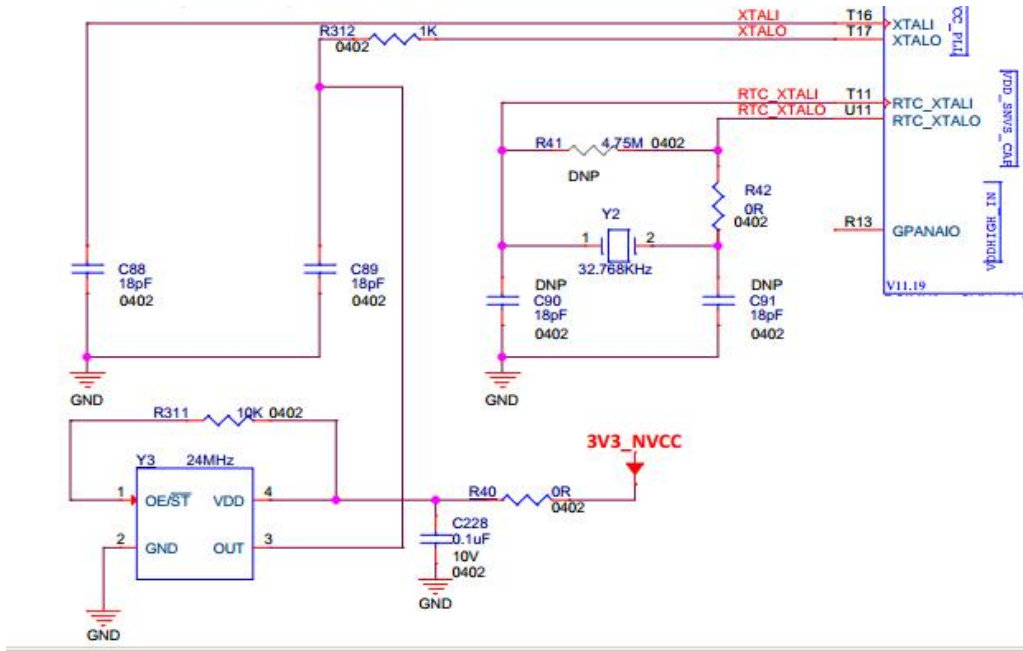 XTALI T16 XTALI
R312 1K XTALO T17 XTALO
0402
RTC_XTALI T11 RTC_XTALI
RTC_XTALO U11 RTC_XTALO
VDD_SNVS_CAP
R41 4.75M 0402
DNP
R42
0R
0402
Y2
1 2
32.768KHz
R13 GPANAIO
VDDHIGH_IN
V11.19
C88
18pF
0402
C89
18pF
0402
DNP
C90
18pF
0402
DNP
C91
18pF
0402
GND
GND
R311 10K 0402
3V3_NVCC
Y3 24MHz
1 OE/ST VDD 4
2 GND OUT 3
R40 0R
0402
C228
0.1uF
10V
0402
GND
GND